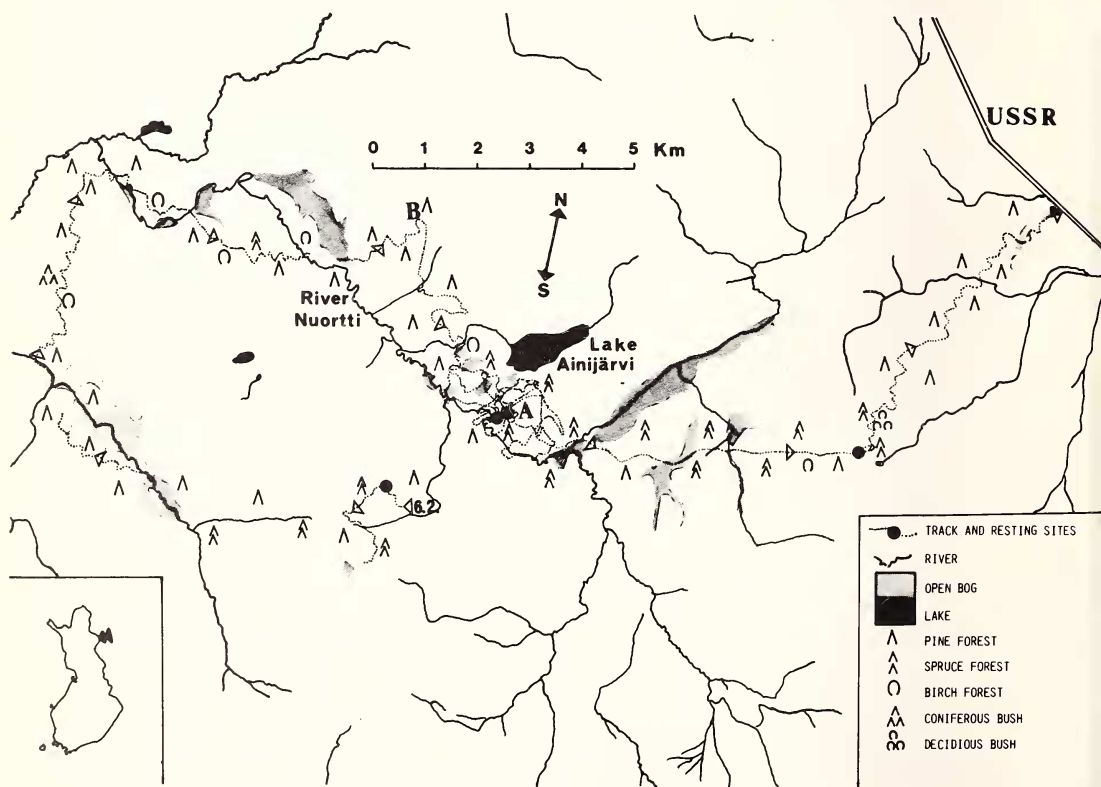 USSR
0 1 2 3 4 5 Km
N
S
B
River
Nuortti
Lake
Ainijärvi
A
6.2
TRACK AND RESTING SITES
RIVER
OPEN BOG
LAKE
PINE FOREST
SPRUCE FOREST
BIRCH FOREST
CONIFEROUS BUSH
DECIDIOUS BUSH